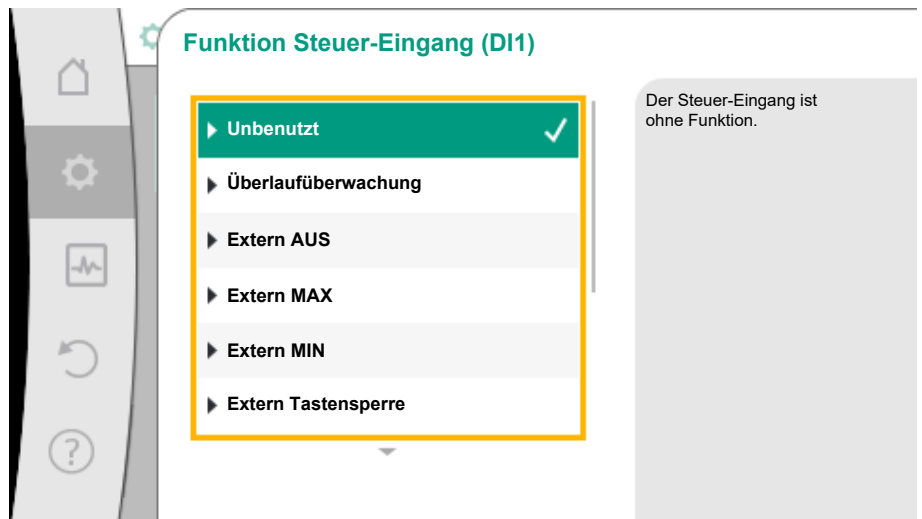 Funktion Steuer-Eingang (DI1)
Unbenutzt
Überlaufüberwachung
Extern AUS
Extern MAX
Extern MIN
Extern Tastensperre
Der Steuer-Eingang ist
ohne Funktion.
?